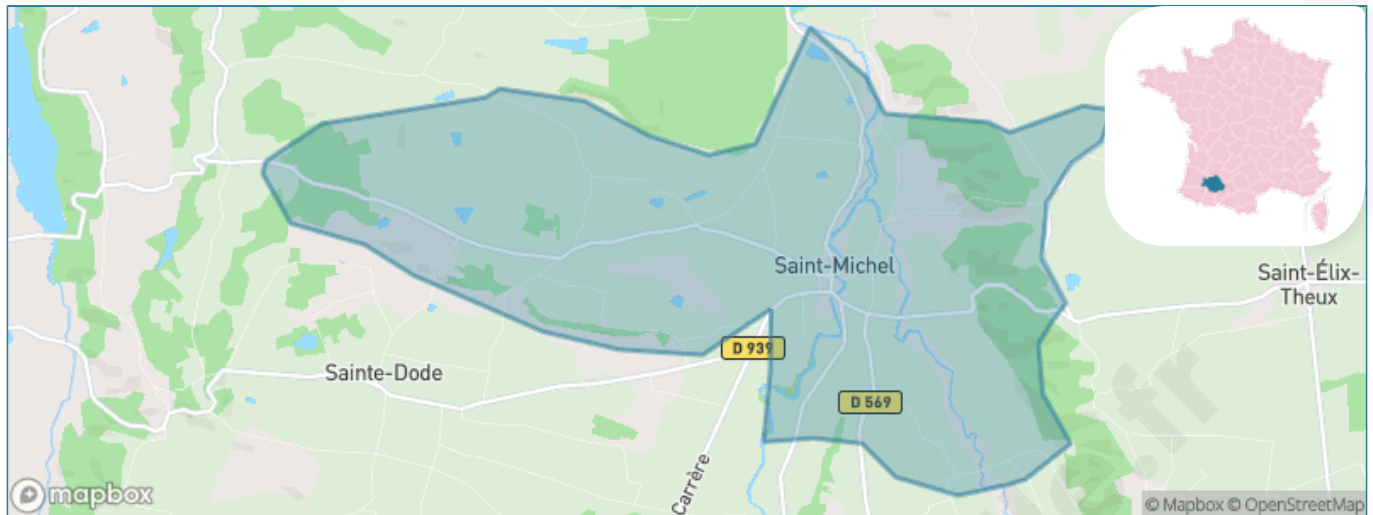 Saint-Michel
Saint-Élix-
Theux
D 939
Sainte-Dode
D 569
Carrère
mapbox
© Mapbox © OpenStreetMap